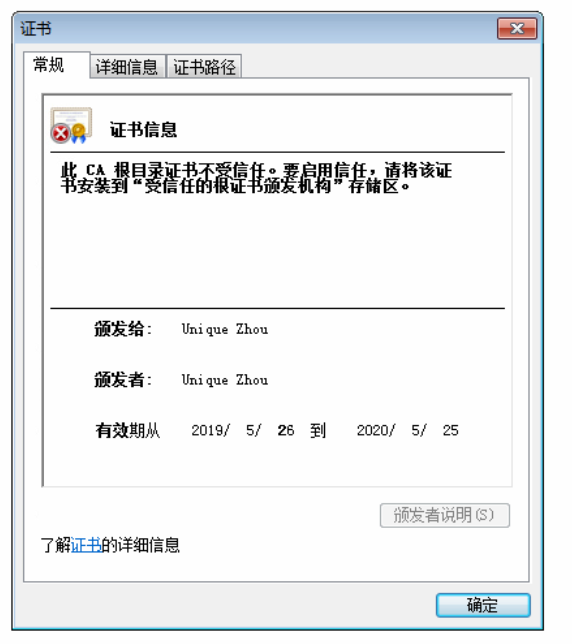 证书
常规 详细信息 证书路径
证书信息
此 CA 根目录证书不受信任。要启用信任，请将该证
书安装到“受信任的根证书颁发机构”存储区。
颁发给： Unique Zhou
颁发者： Unique Zhou
有效期从 2019/ 5/ 26 到 2020/ 5/ 25
颁发者说明(S)
了解证书的详细信息
确定